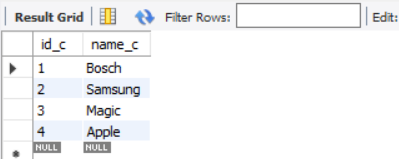 Result Grid Filter Rows: Edit:
id_c name_c
1 Bosch
2 Samsung
3 Magic
4 Apple
NULL NULL